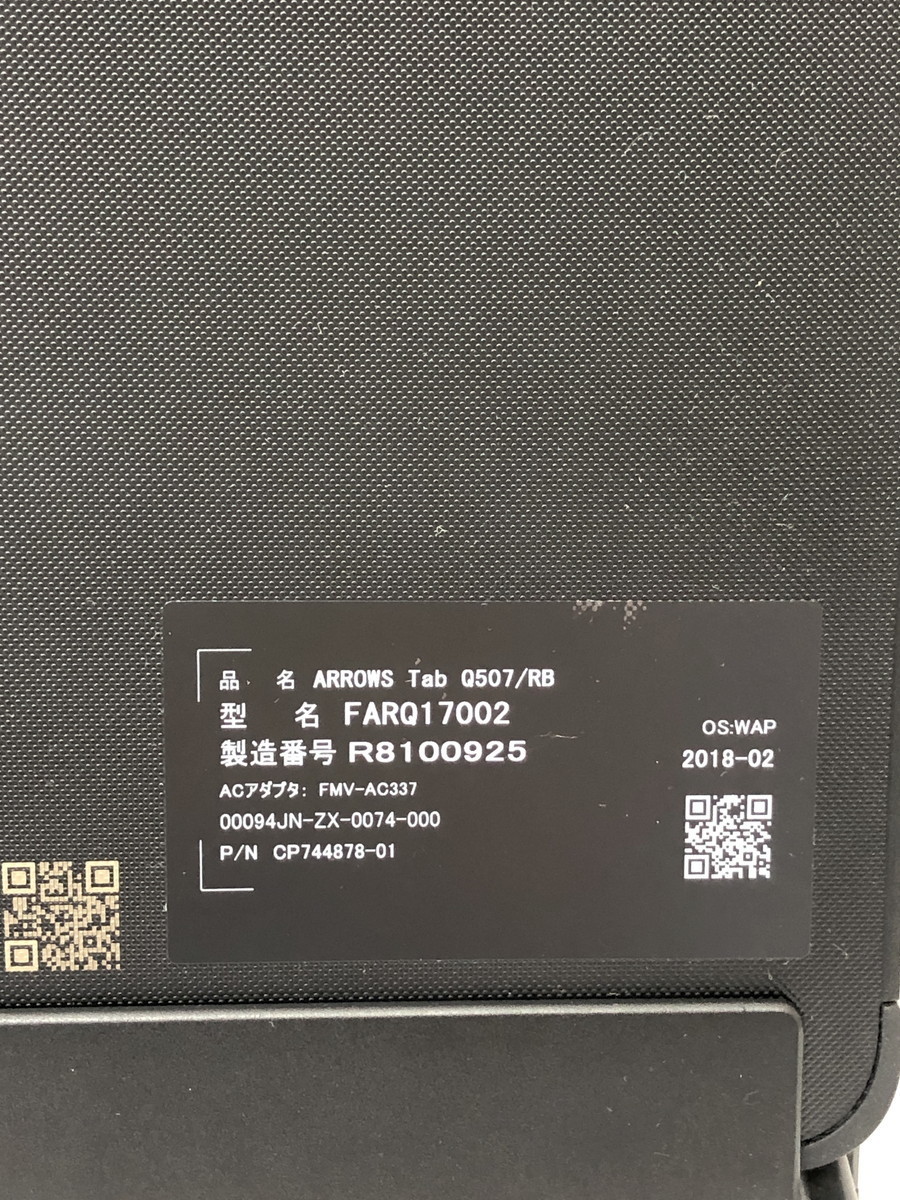 品 名 ARROWS Tab Q507/RB
型 名 FARQ17002
製造番号 R8100925
ACアダプタ: FMV-AC337
00094JN-ZX-0074-000
P/N CP744878-01
OS:WAP
2018-02